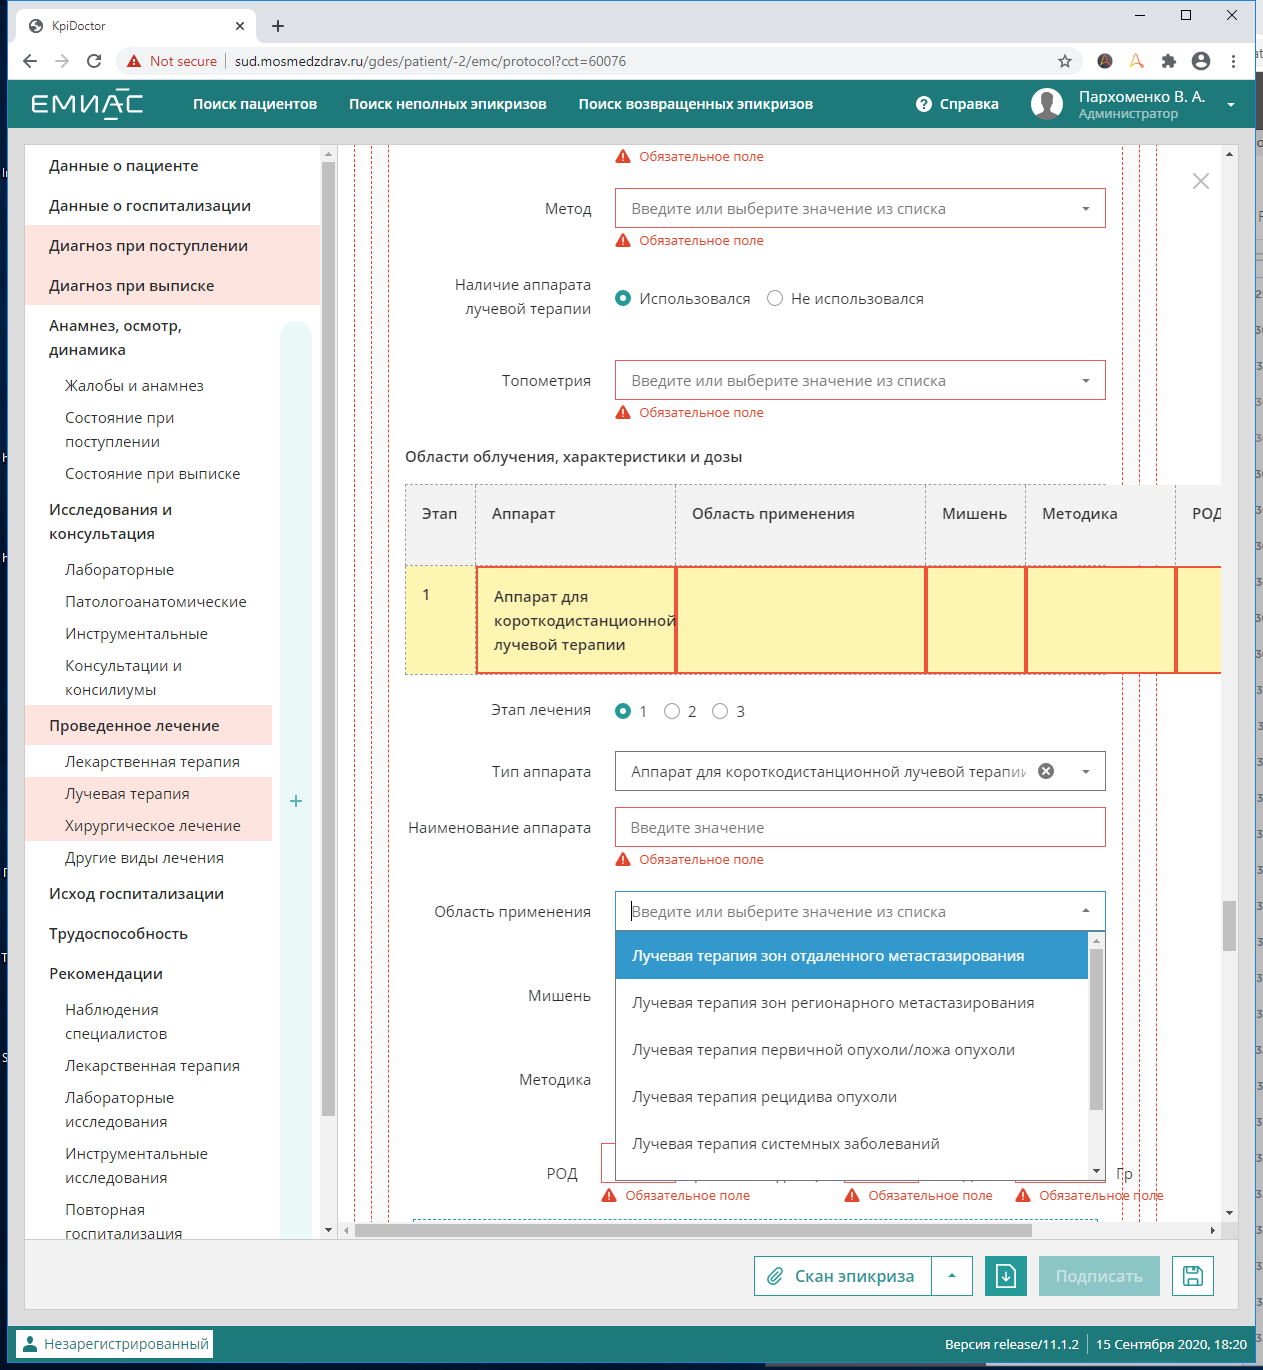 KpiDoctor
Not secure
sud.mosmedzdrav.ru/gdes/patient/-2/emc/protocol?cct=60076
ЕМИАС
Поиск пациентов
Поиск неполных эпикризов
Поиск возвращенных эпикризов
Справка
Пархоменко В. А.
Администратор
Данные о пациенте
Данные о госпитализации
Диагноз при поступлении
Диагноз при выписке
Анамнез, осмотр,
динамика
Жалобы и анамнез
Состояние при
поступлении
Состояние при выписке
Исследования и
консультация
Лабораторные
Патологоанатомические
Инструментальные
Консультации и
консилиумы
Проведенное лечение
Лекарственная терапия
Лучевая терапия
Хирургическое лечение
Другие виды лечения
Исход госпитализации
Трудоспособность
Рекомендации
Наблюдения
специалистов
Лекарственная терапия
Лабораторные
исследования
Инструментальные
исследования
Повторная
госпитализация
Обязательное поле
Метод
Введите или выберите значение из списка
Обязательное поле
Наличие аппарата
лучевой терапии
Использовался
Не использовался
Топометрия
Введите или выберите значение из списка
Обязательное поле
Области облучения, характеристики и дозы
Этап Аппарат Область применения Мишень Методика РОД
1 Аппарат для
короткодистанционной
лучевой терапии
Этап лечения 1 2 3
Тип аппарата
Аппарат для короткодистанционной лучевой терапии
Наименование аппарата
Введите значение
Обязательное поле
Область применения
Введите или выберите значение из списка
Лучевая терапия зон отдаленного метастазирования
Лучевая терапия зон регионарного метастазирования
Лучевая терапия первичной опухоли/ложа опухоли
Лучевая терапия рецидива опухоли
Лучевая терапия системных заболеваний
Мишень
Методика
РОД
Гр
Обязательное поле
Обязательное поле
Обязательное поле
Скан эпикриза
Подписать
Незарегистрированный
Версия release/11.1.2
15 Сентября 2020, 18:20